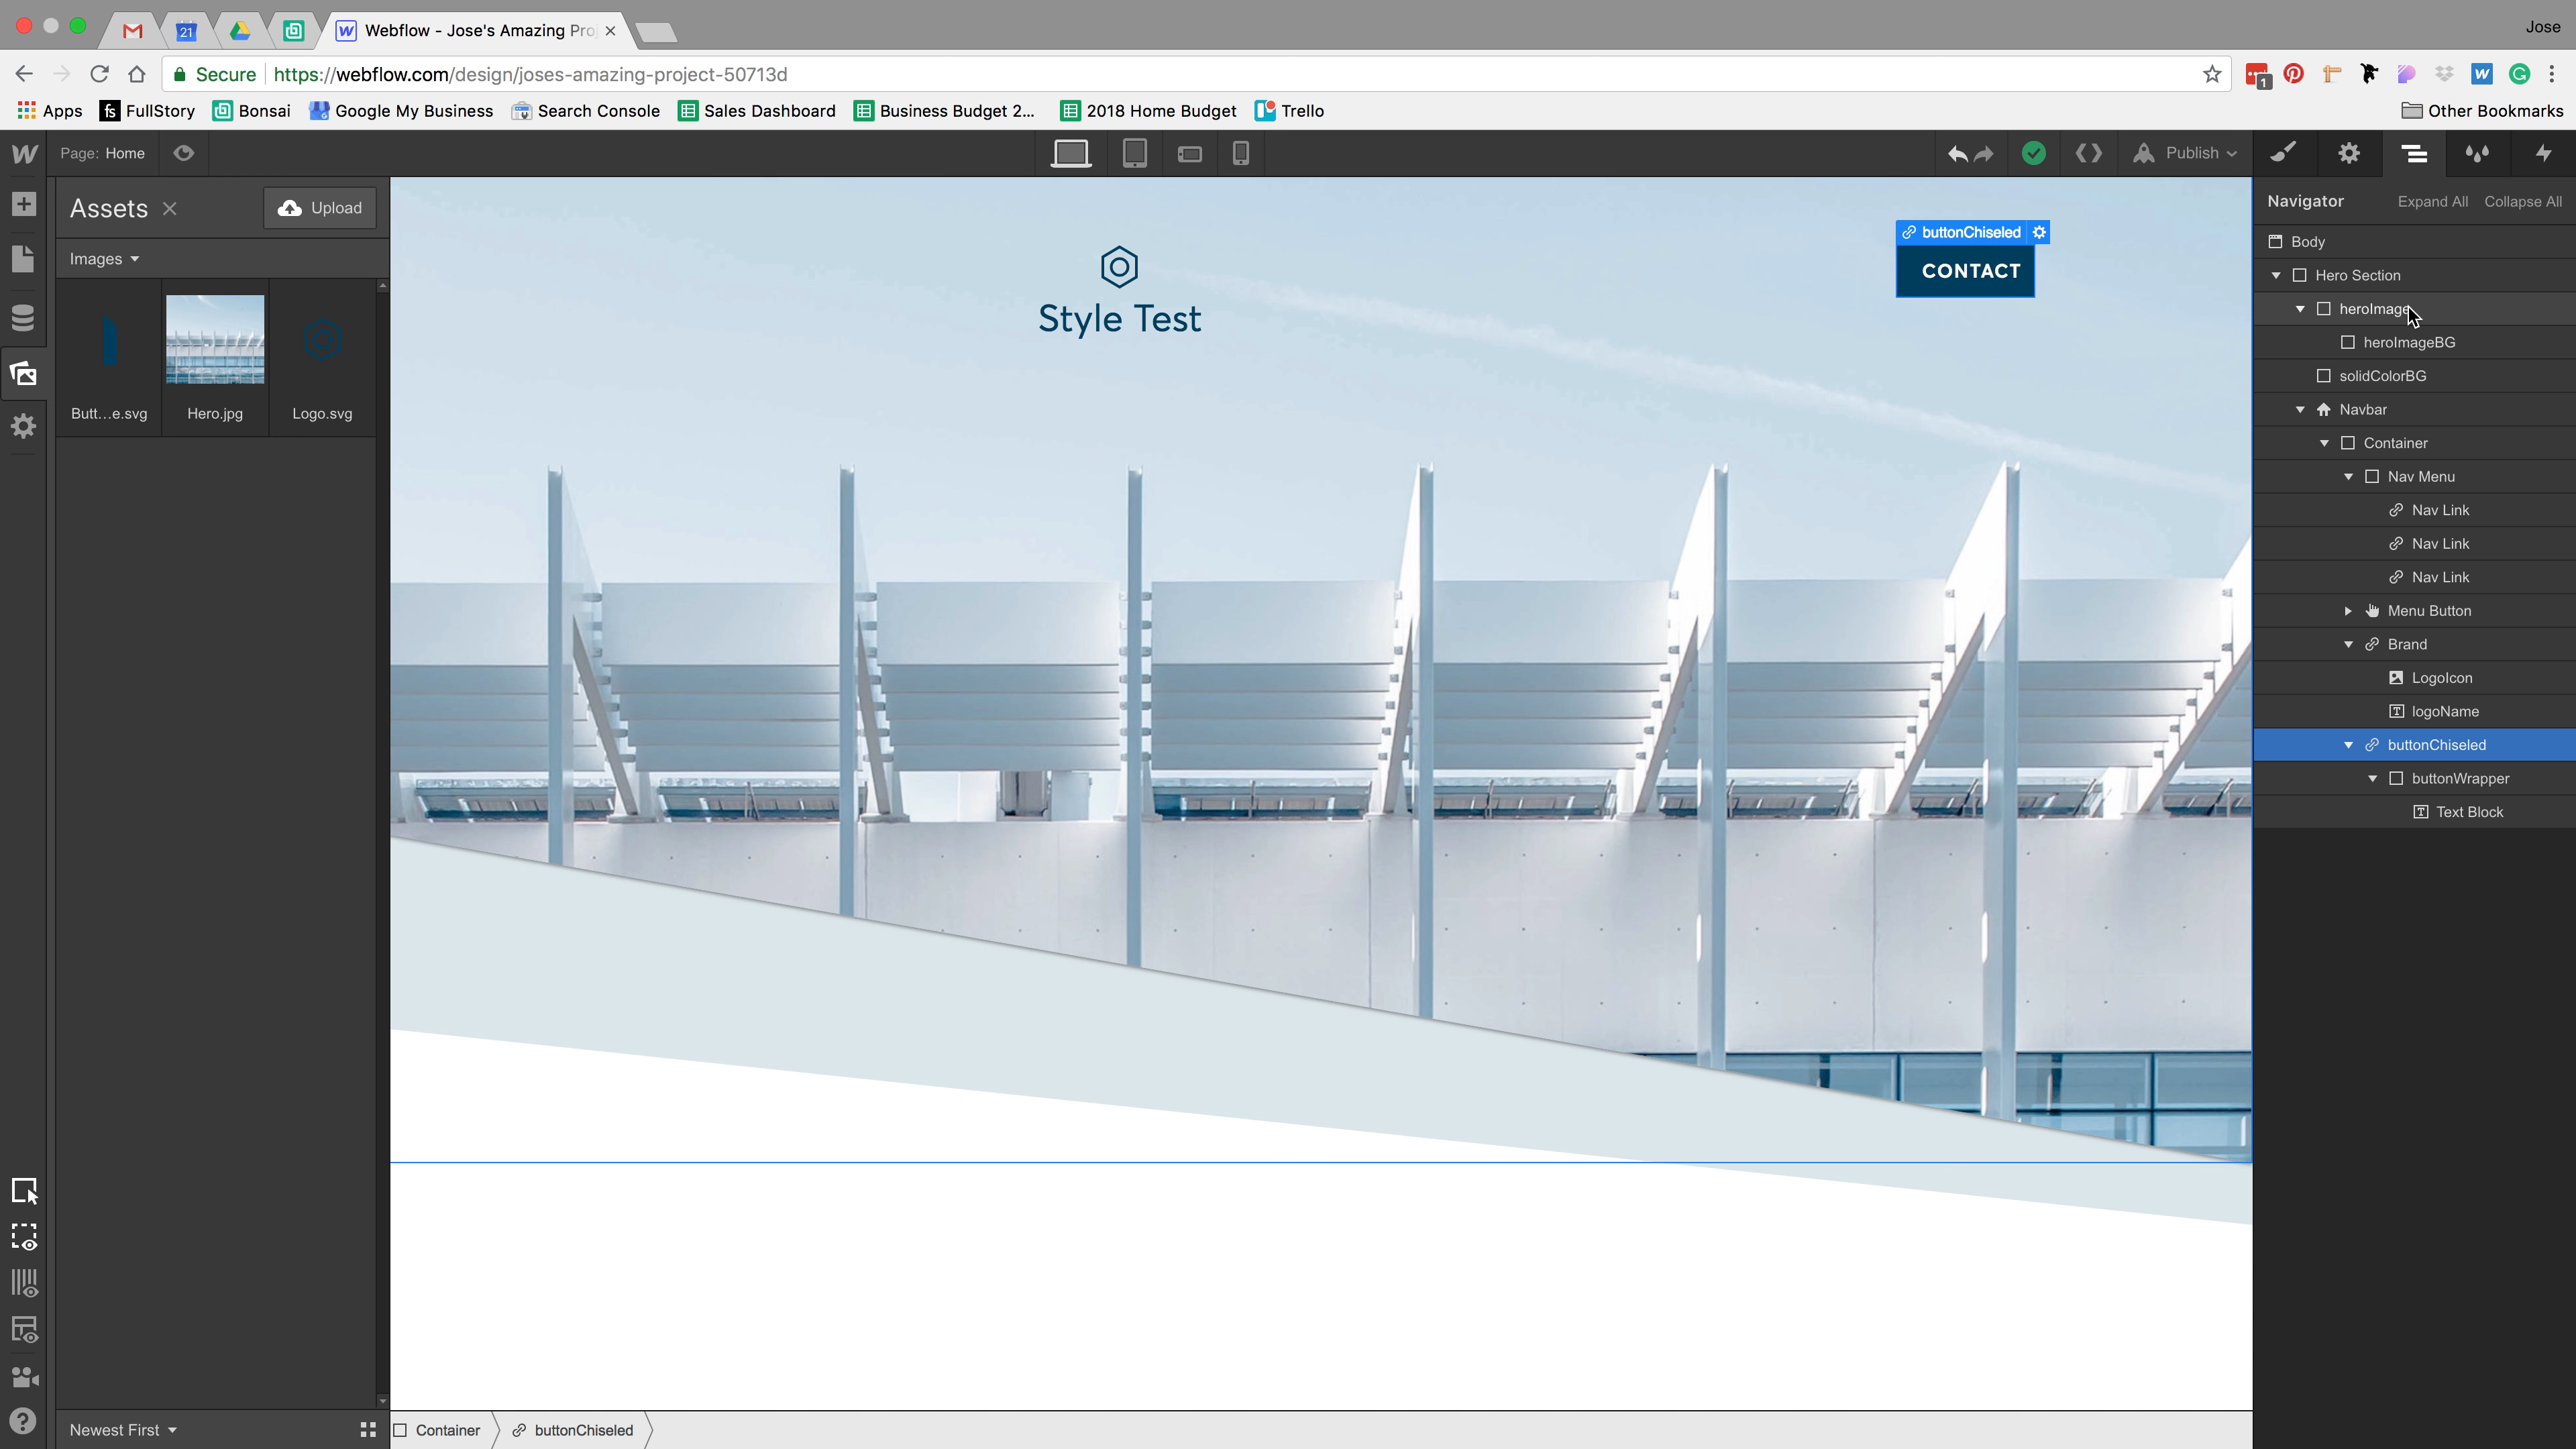 Webflow - Jose's Amazing Pro
Jose
21
Secure
https://webflow.com/design/joses-amazing-project-50713d
1
Apps
fs FullStory
Bonsai
Google My Business
Search Console
Sales Dashboard
Business Budget 2...
2018 Home Budget
Trello
Other Bookmarks
Page: Home
Publish
Assets
Upload
Images
Butt...e.svg
Hero.jpg
Logo.svg
Newest First
Style Test
buttonChiseled
CONTACT
Container
buttonChiseled
Navigator
Expand All
Collapse All
Body
Hero Section
heroImage
heroImageBG
solidColorBG
Navbar
Container
Nav Menu
Nav Link
Nav Link
Nav Link
Menu Button
Brand
LogoIcon
logoName
buttonChiseled
buttonWrapper
Text Block